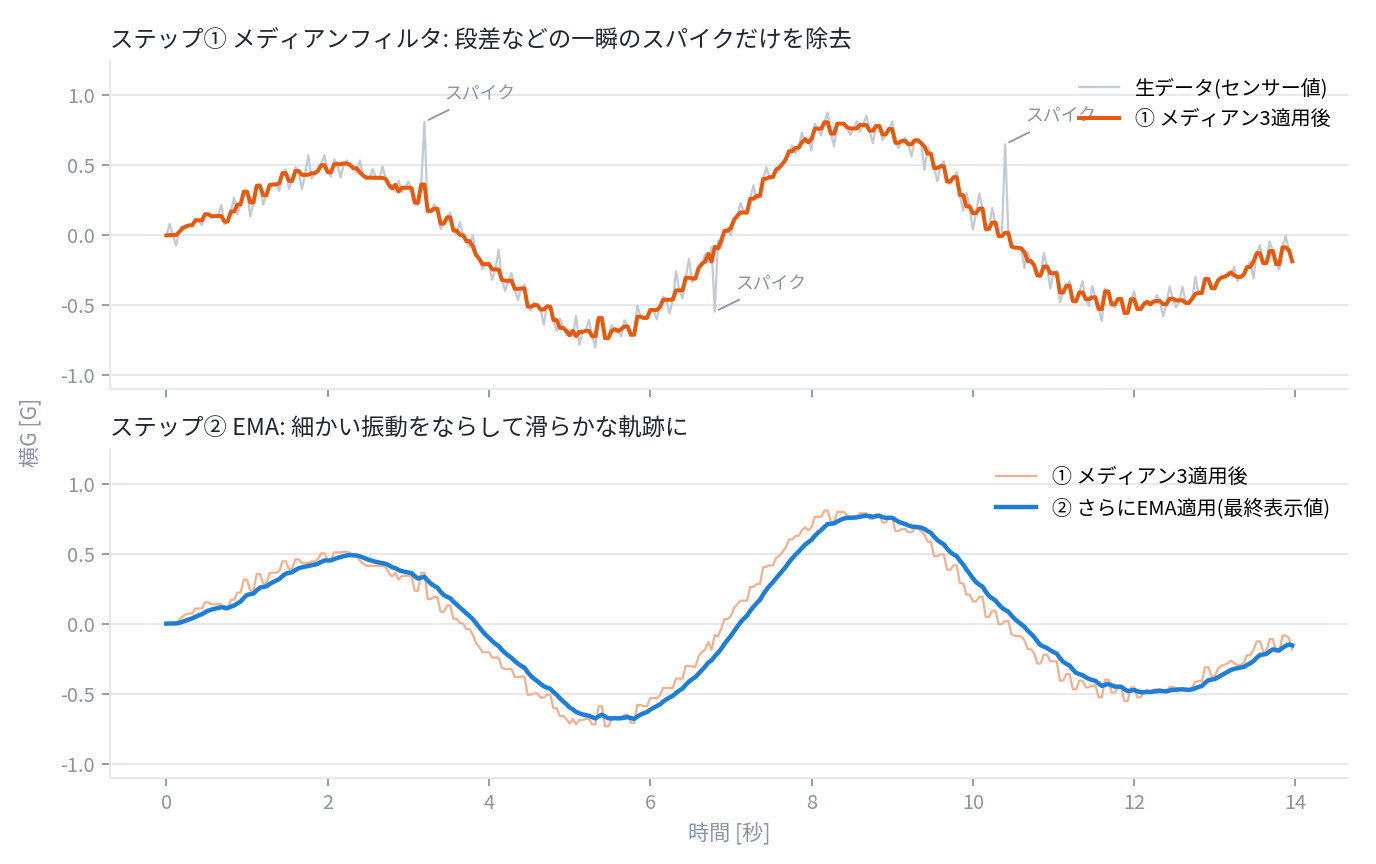 ステップ① メディアンフィルタ: 段差などの一瞬のスパイクだけを除去
1.0
0.5
0.0
-0.5
-1.0
スパイク
スパイク
スパイク
生データ(センサー値)
① メディアン3適用後
横G [G]
ステップ② EMA: 細かい振動をならして滑らかな軌跡に
1.0
0.5
0.0
-0.5
-1.0
① メディアン3適用後
② さらにEMA適用(最終表示値)
0 2 4 6 8 10 12 14
時間 [秒]